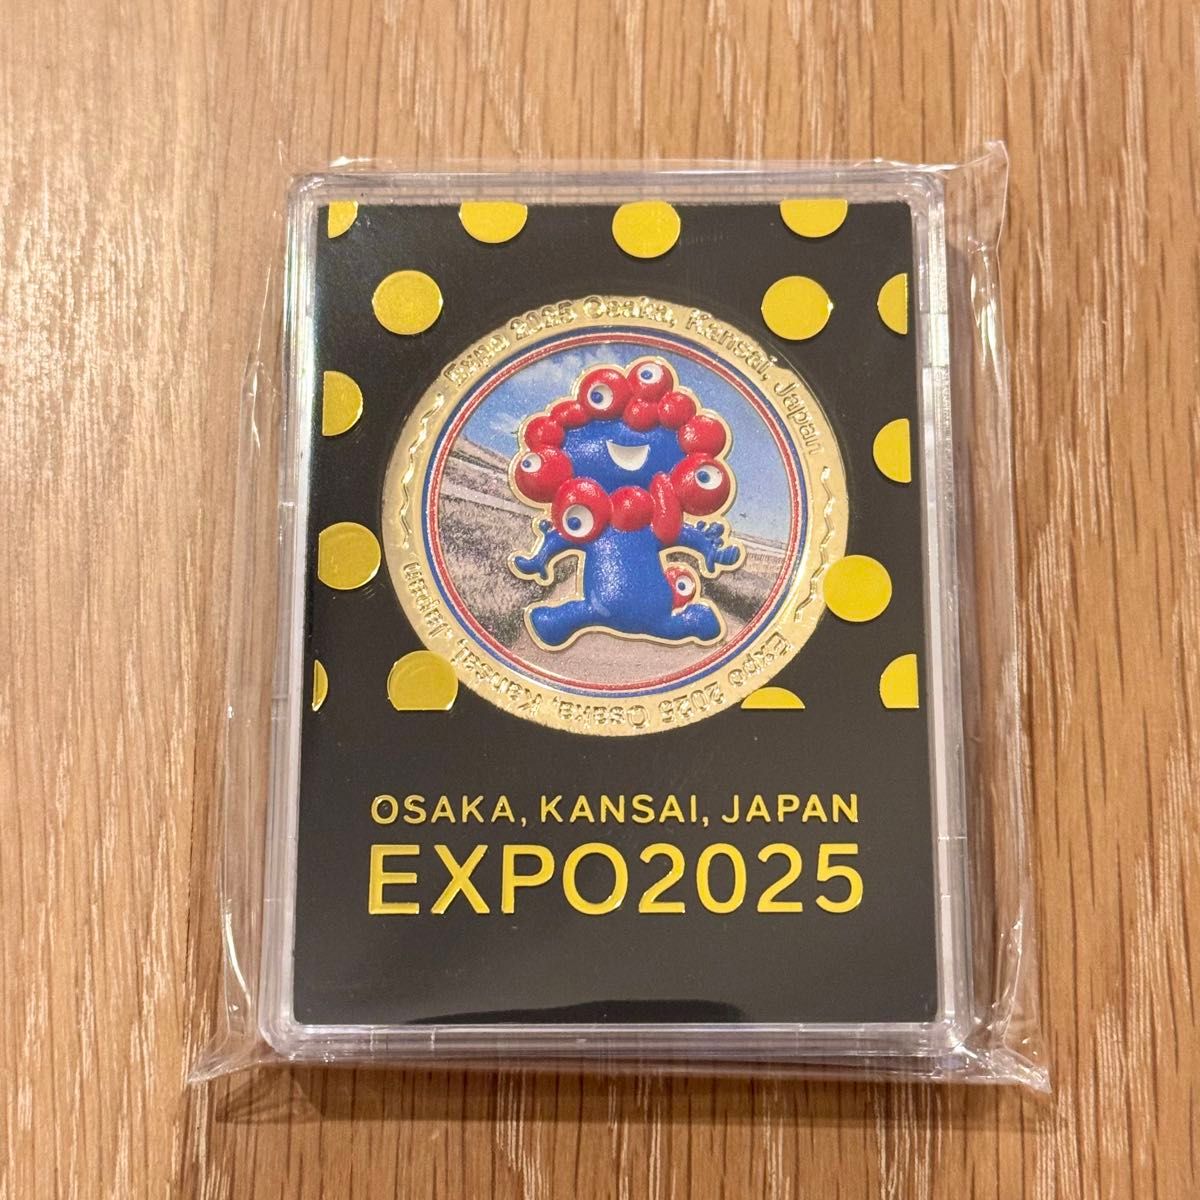 Expo 2025 Osaka, Kansai, Japan
Expo 2025 Osaka, Kansai, Japan
OSAKA, KANSAI, JAPAN
EXPO2025